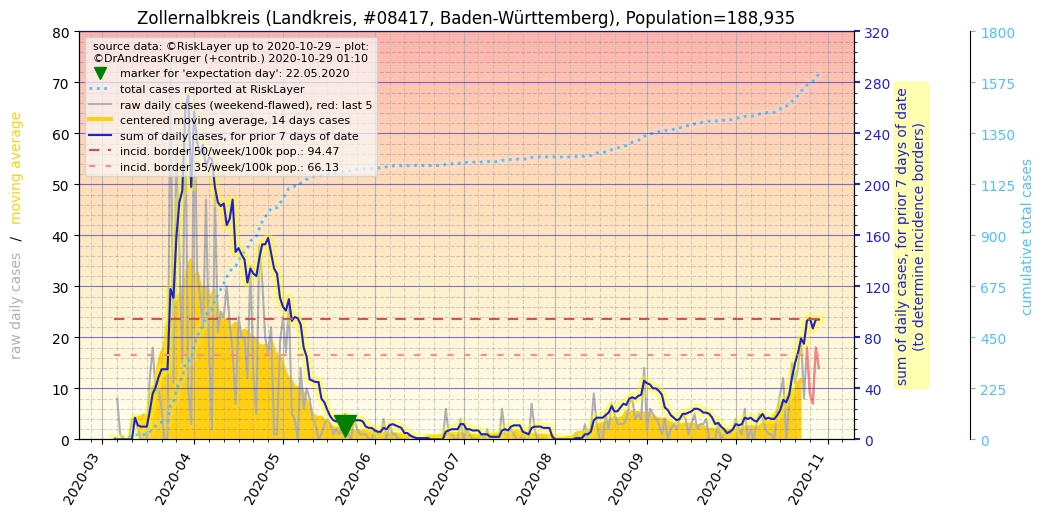 Zollernalbkreis (Landkreis, #08417, Baden-Württemberg), Population=188,935
source data: ©RiskLayer up to 2020-10-29 – plot:
©DrAndreasKruger (+contrib.) 2020-10-29 01:10
marker for 'expectation day': 22.05.2020
total cases reported at RiskLayer
raw daily cases (weekend-flawed), red: last 5
centered moving average, 14 days cases
sum of daily cases, for prior 7 days of date
incid. border 50/week/100k pop.: 94.47
incid. border 35/week/100k pop.: 66.13
raw daily cases / moving average
80
70
60
50
40
30
20
10
0
2020-03
2020-04
2020-05
2020-06
2020-07
2020-08
2020-09
2020-10
2020-11
320
280
240
200
160
120
80
40
0
sum of daily cases, for prior 7 days of date
(to determine incidence borders)
1800
1575
1350
1125
900
675
450
225
0
cumulative total cases